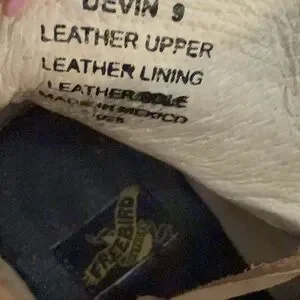 DEVIN 9
LEATHER UPPER
LEATHER LINING
LEATHER SOLE
MADE IN MEXICO
FREEBIRD